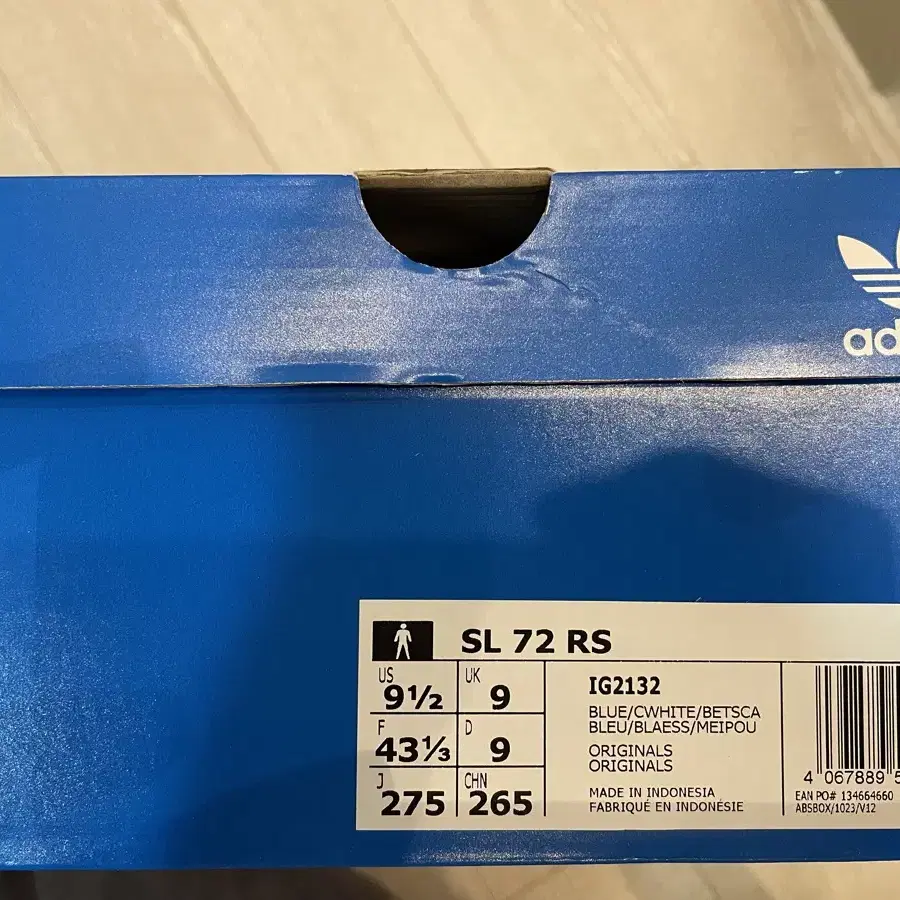 ad
SL 72 RS
US 9½ UK 9
F 43⅓ D 9
J 275 CHN 265
IG2132
BLUE/CWHITE/BETSCA
BLEU/BLAESS/MEIPOU
ORIGINALS
ORIGINALS
MADE IN INDONESIA
FABRIQUÉ EN INDONÉSIE
4 067889 5
EAN PO# 134664660
ABSBOX/1023/V12